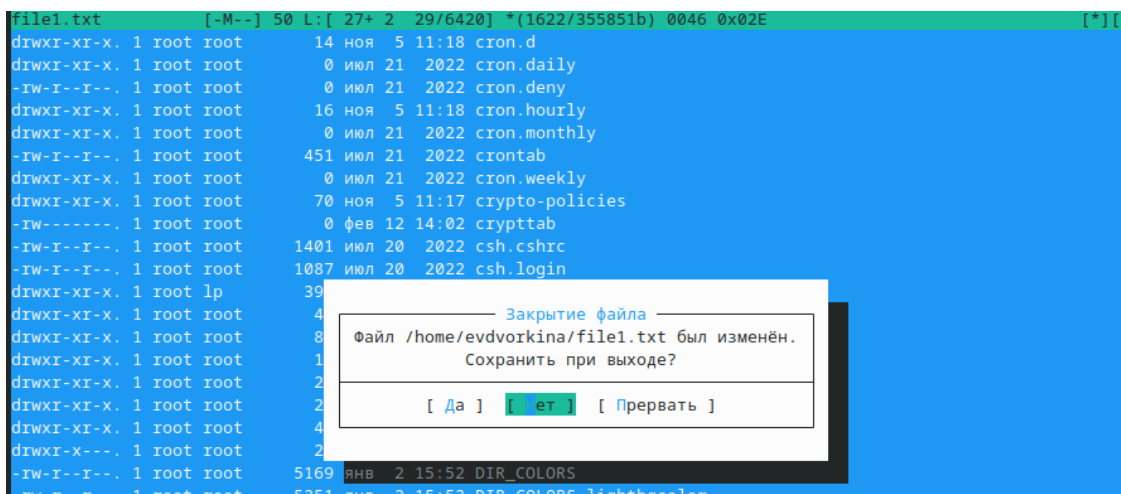 file1.txt [-M--] 50 L:[ 27+ 2 29/6420] *(1622/355851b) 0046 0x02E [*][
drwxr-xr-x. 1 root root 14 ноя 5 11:18 cron.d
drwxr-xr-x. 1 root root 0 июл 21 2022 cron.daily
-rw-r--r--. 1 root root 0 июл 21 2022 cron.deny
drwxr-xr-x. 1 root root 16 ноя 5 11:18 cron.hourly
drwxr-xr-x. 1 root root 0 июл 21 2022 cron.monthly
-rw-r--r--. 1 root root 451 июл 21 2022 crontab
drwxr-xr-x. 1 root root 0 июл 21 2022 cron.weekly
drwxr-xr-x. 1 root root 70 ноя 5 11:17 crypto-policies
-rw-------. 1 root root 0 фев 12 14:02 crypttab
-rw-r--r--. 1 root root 1401 июл 20 2022 csh.cshrc
-rw-r--r--. 1 root root 1087 июл 20 2022 csh.login
drwxr-xr-x. 1 root lp 39
drwxr-xr-x. 1 root root 4
drwxr-xr-x. 1 root root 8
drwxr-xr-x. 1 root root 1
drwxr-xr-x. 1 root root 2
drwxr-xr-x. 1 root root 2
drwxr-xr-x. 1 root root 4
drwxr-x---. 1 root root 2
Закрытие файла
Файл /home/evdvorkina/file1.txt был изменён.
Сохранить при выходе?
[ Да ] [ Нет ] [ Прервать ]
-rw-r--r--. 1 root root 5169 янв 2 15:52 DIR_COLORS